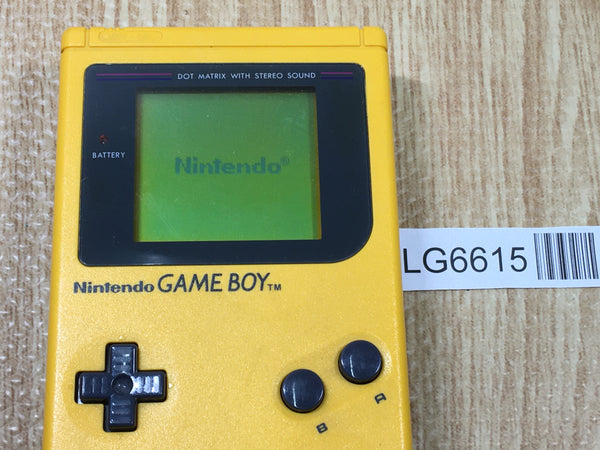 DOT MATRIX WITH STEREO SOUND
BATTERY
Nintendo®
LG6615
Nintendo GAME BOY™
B
A